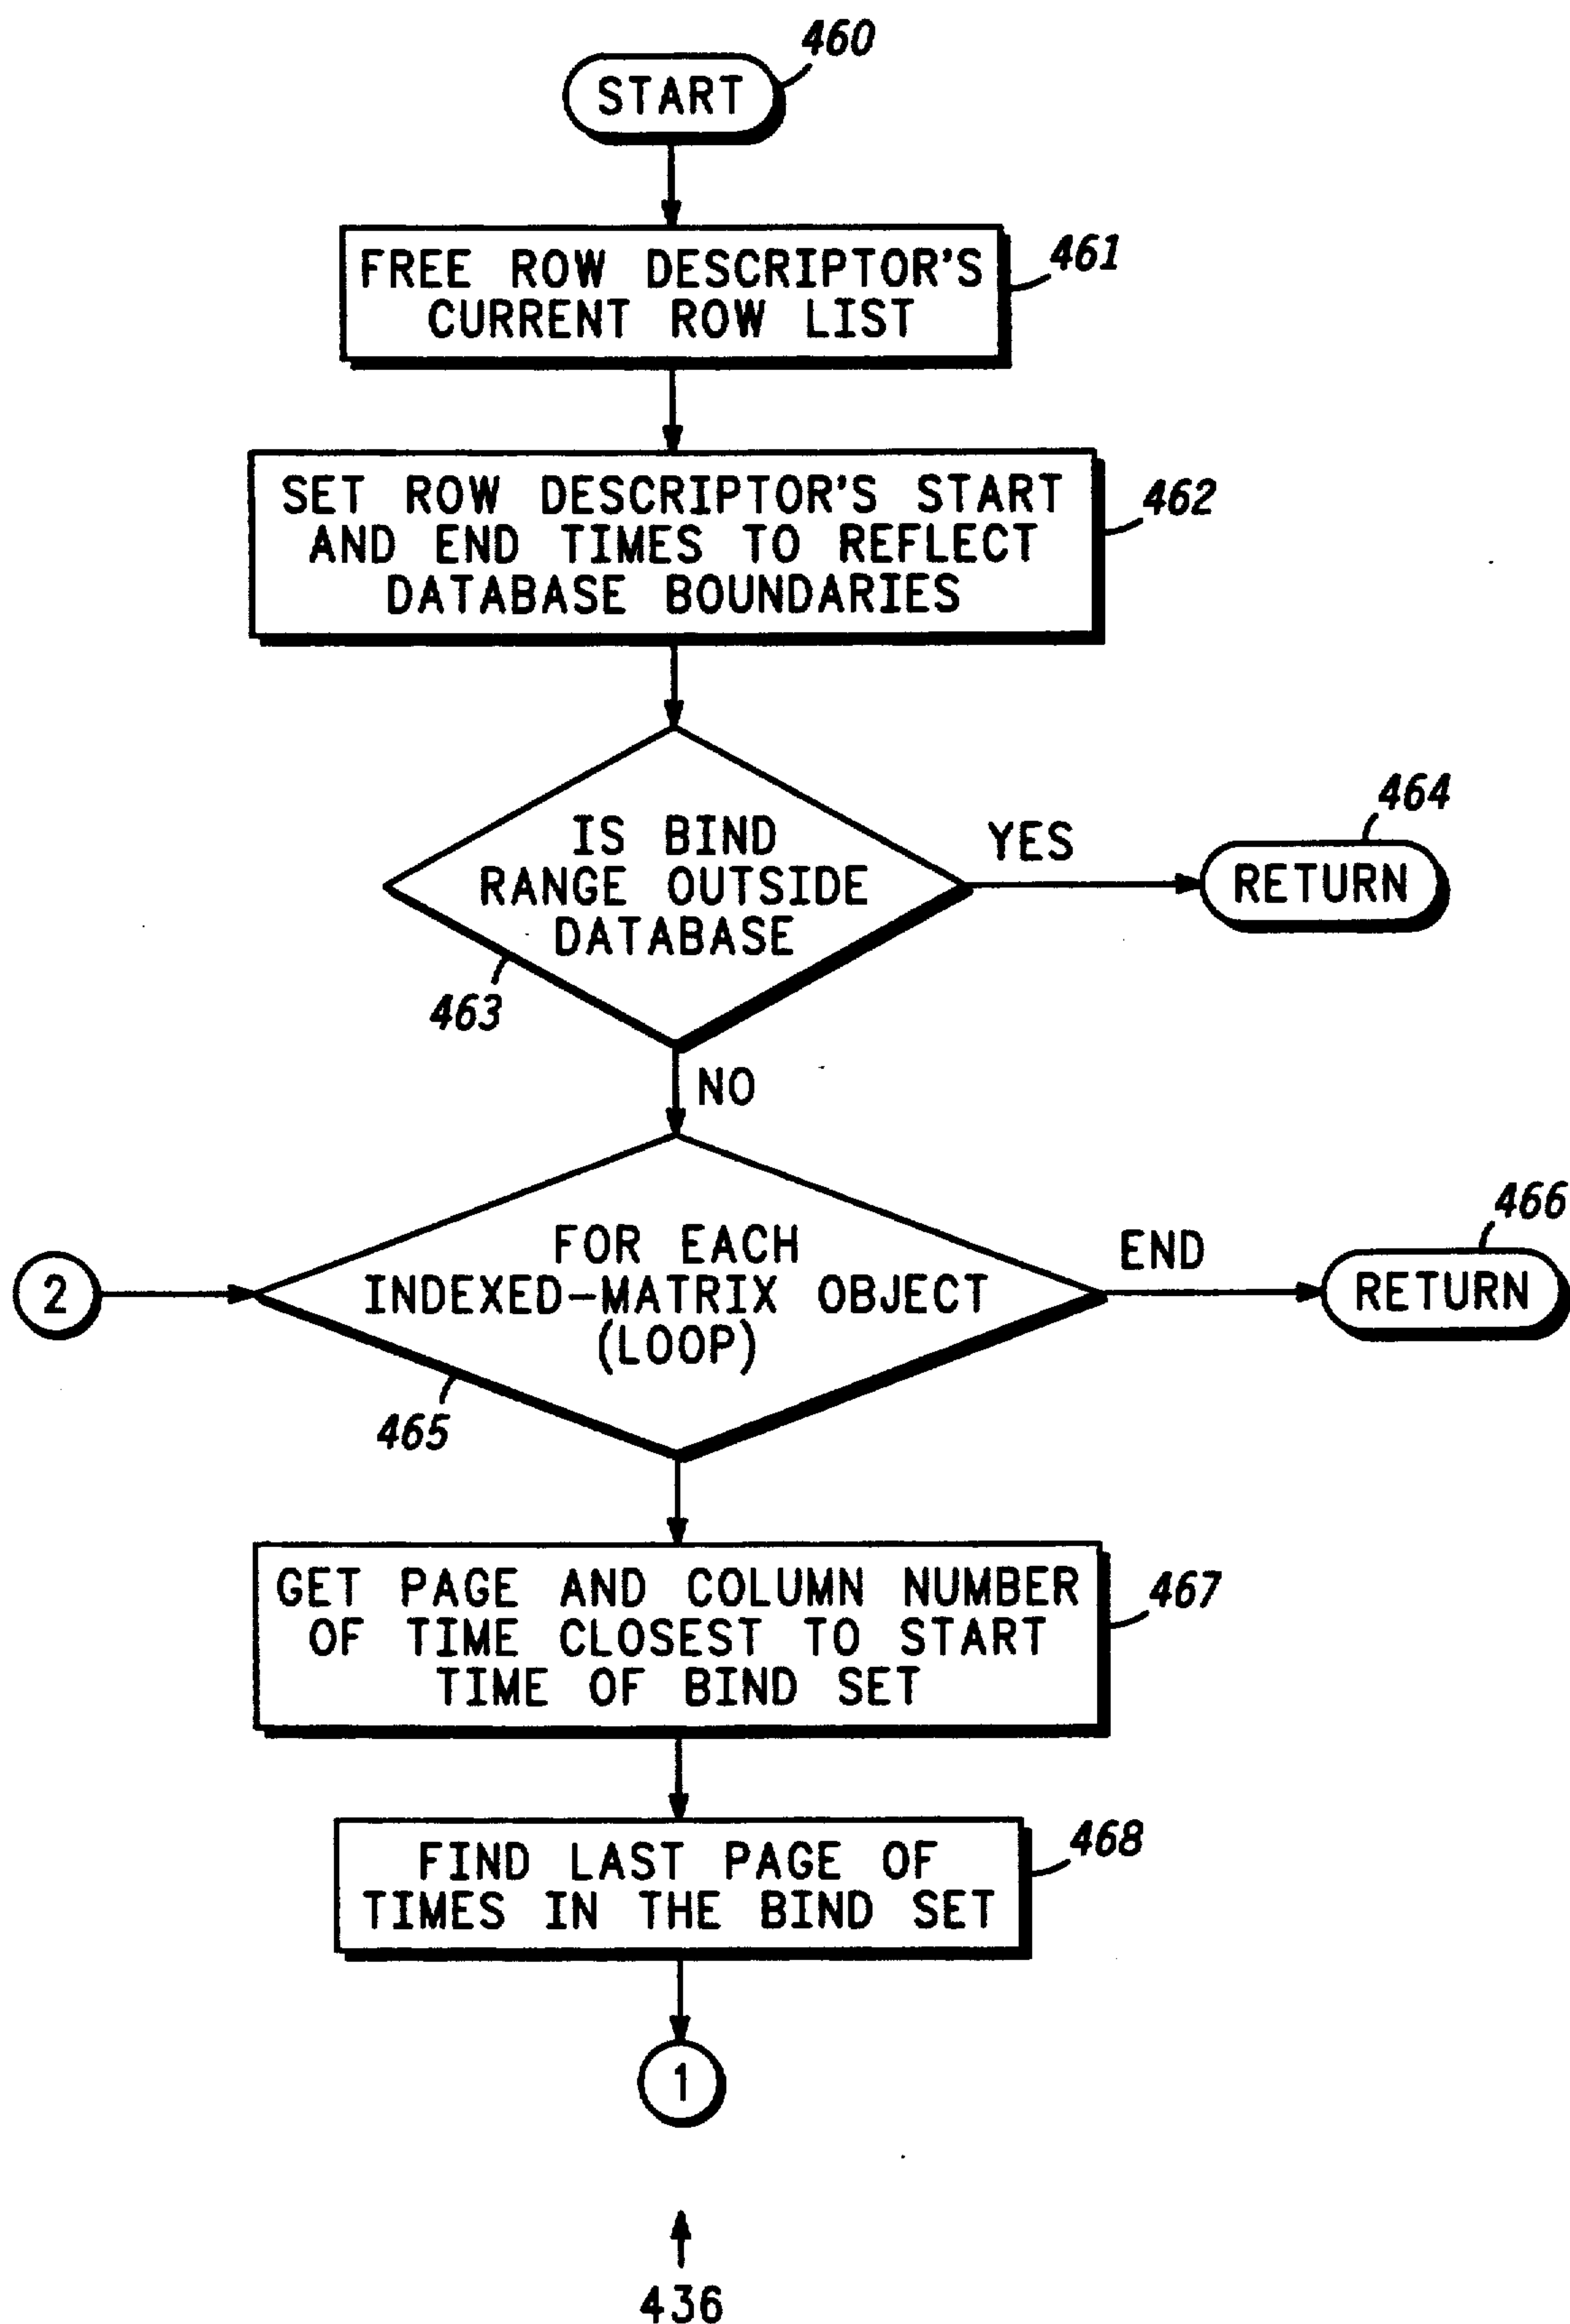 460
START
461
FREE ROW DESCRIPTOR'S
CURRENT ROW LIST
462
SET ROW DESCRIPTOR'S START
AND END TIMES TO REFLECT
DATABASE BOUNDARIES
463
IS BIND
RANGE OUTSIDE
DATABASE
YES
464
RETURN
NO
2
FOR EACH
INDEXED-MATRIX OBJECT
(LOOP)
465
END
466
RETURN
467
GET PAGE AND COLUMN NUMBER
OF TIME CLOSEST TO START
TIME OF BIND SET
468
FIND LAST PAGE OF
TIMES IN THE BIND SET
1
436